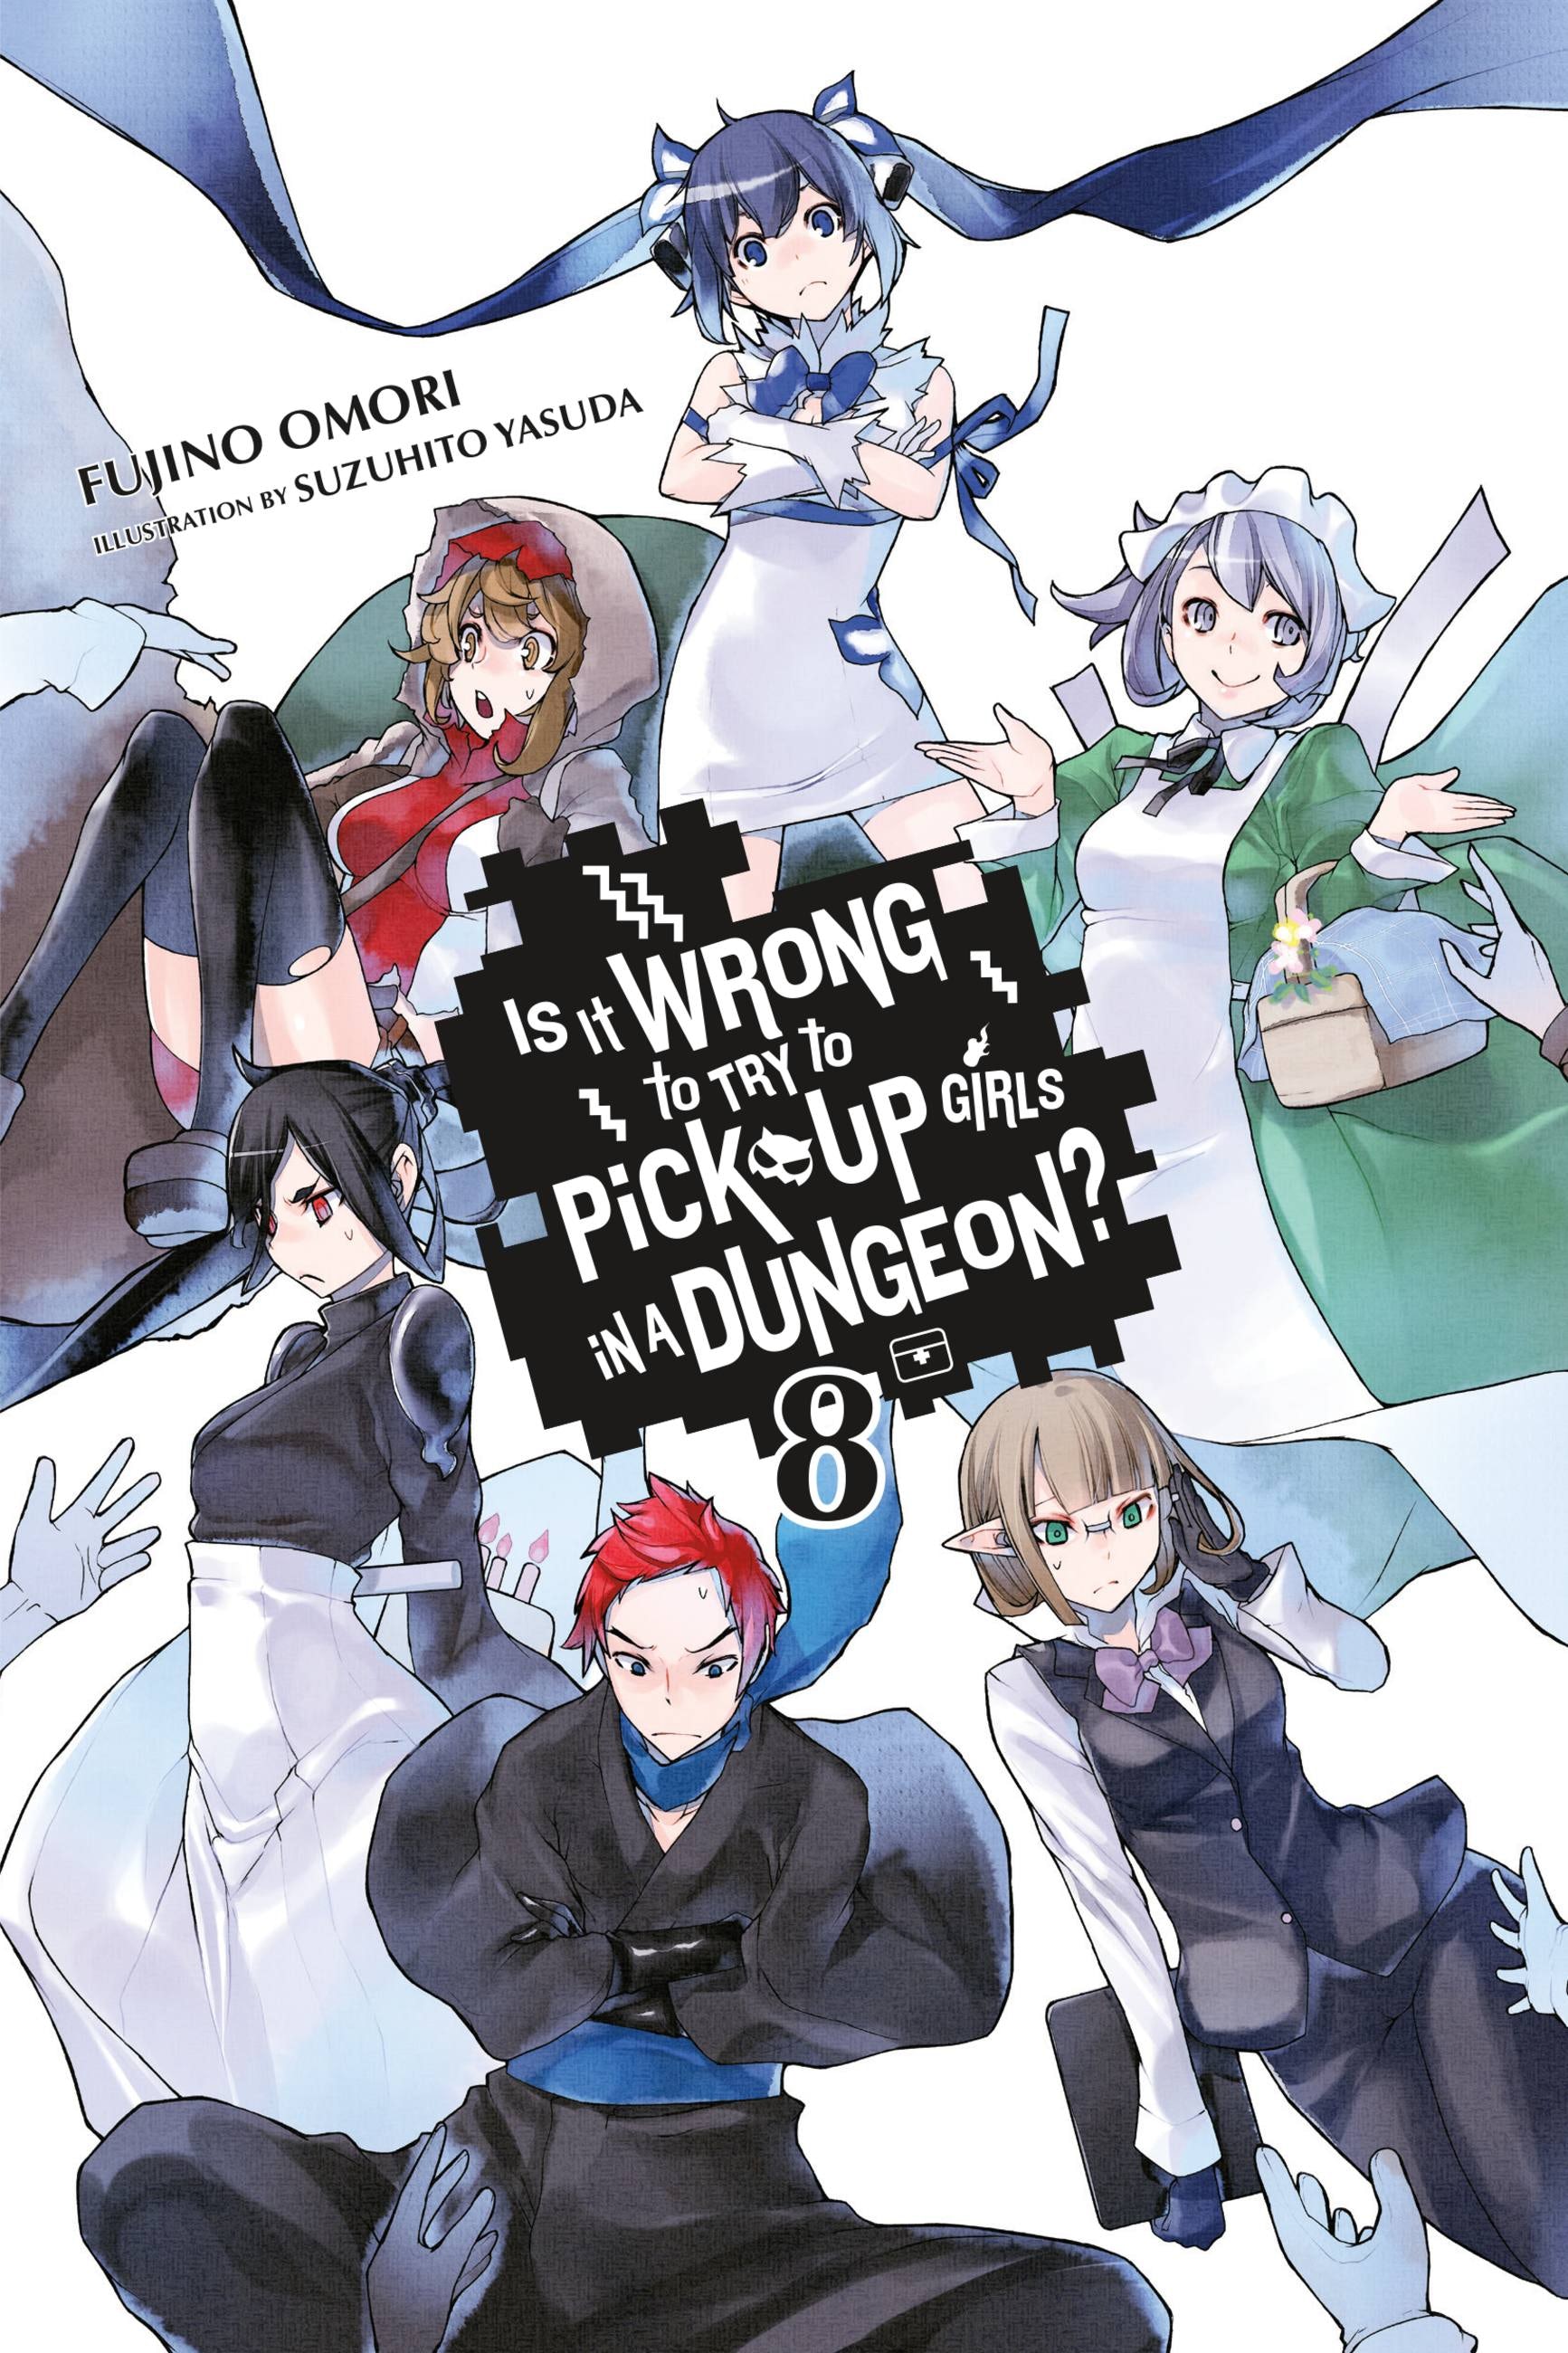 FUJINO OMORI
ILLUSTRATION BY SUZUHITO YASUDA
IS It WRONG
to TRY to
PiCK UP GIRLS
iN A DUNGEON?
8